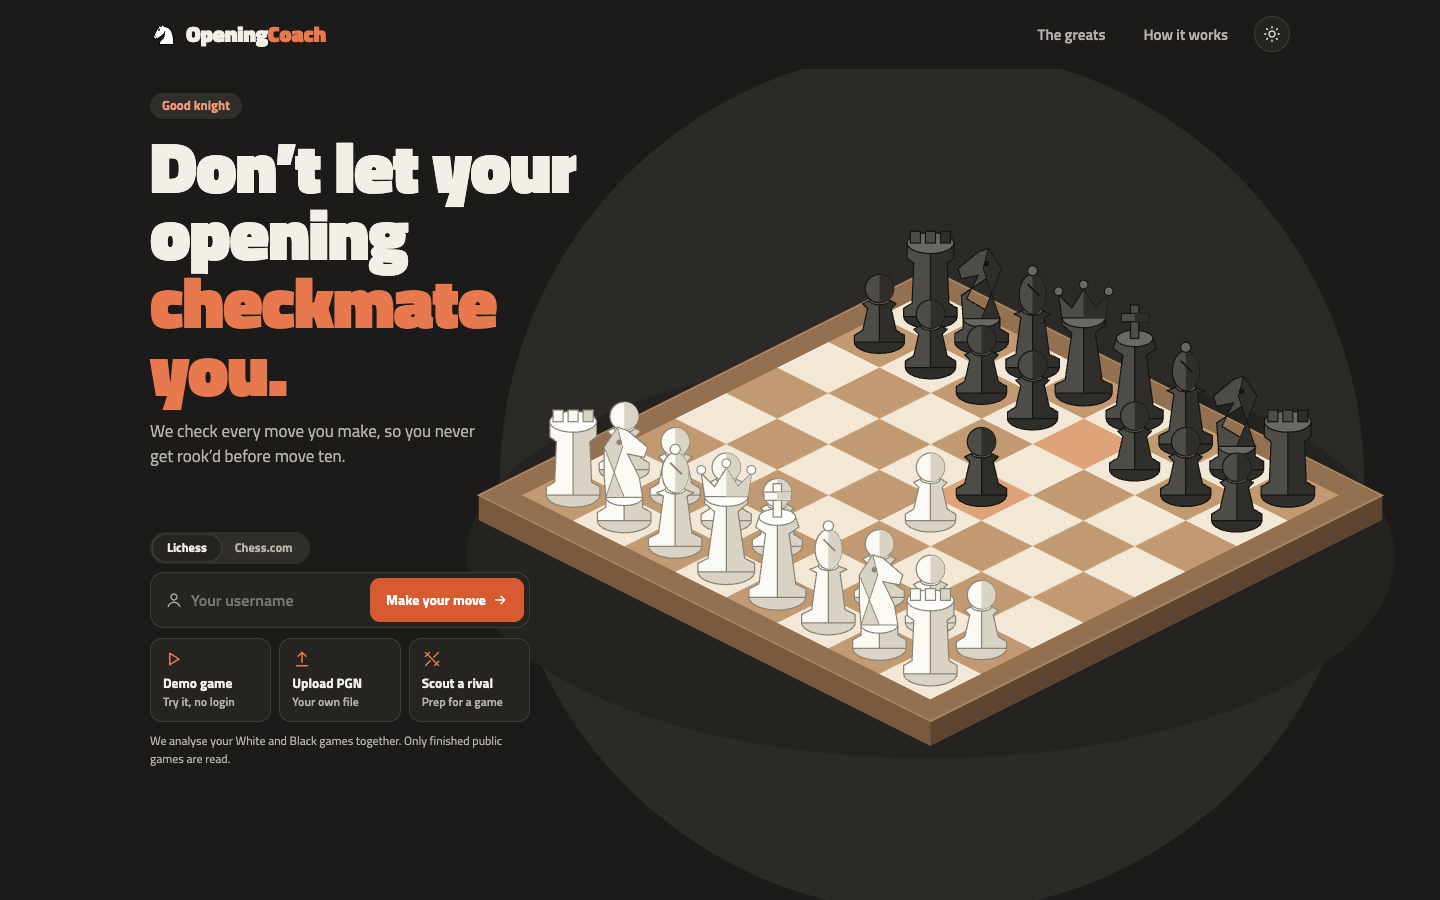 OpeningCoach
The greats
How it works
Good knight
Don’t let your
opening
checkmate
you.
We check every move you make, so you never
get rook’d before move ten.
Lichess
Chess.com
Your username
Make your move
Demo game
Try it, no login
Upload PGN
Your own file
Scout a rival
Prep for a game
We analyse your White and Black games together. Only finished public
games are read.